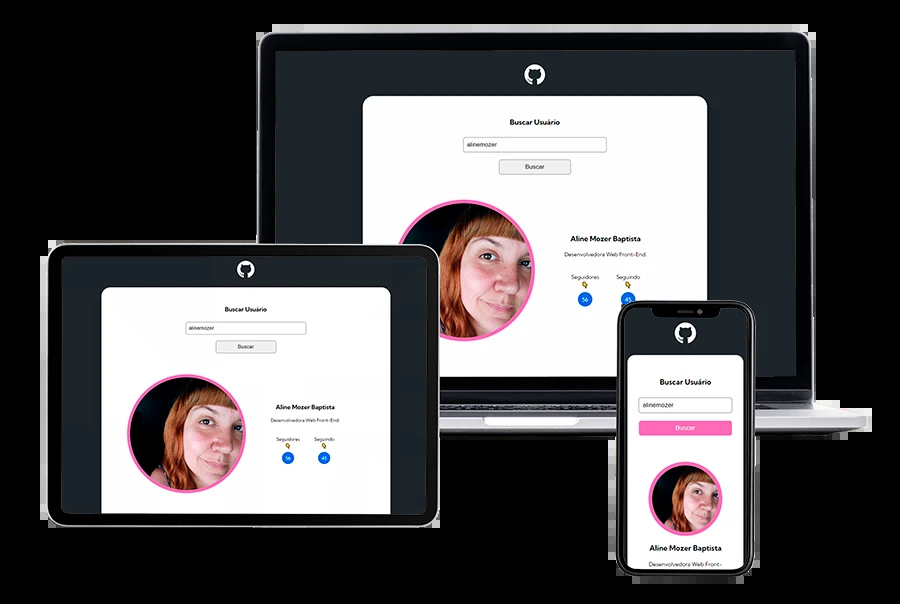 Buscar Usuário
alinemozer
Buscar
Aline Mozer Baptista
Desenvolvedora Web Front-End.
Seguidores Seguindo
56 45
Buscar Usuário
alinemozer
Buscar
Aline Mozer Baptista
Desenvolvedora Web Front-End.
Seguidores Seguindo
56 45
Buscar Usuário
alinemozer
Buscar
Aline Mozer Baptista
Desenvolvedora Web Front-